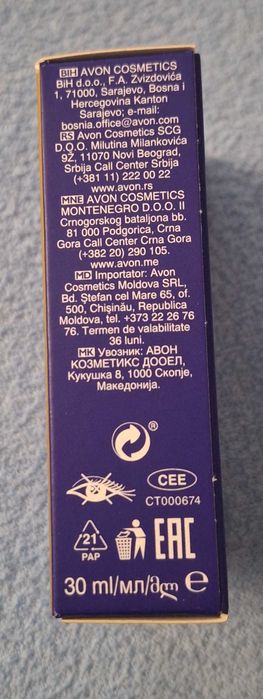 BIH AVON COSMETICS
BiH d.o.o., F.A. Zvizdovića
1, 71000, Sarajevo, Bosna i
Hercegovina Kanton
Sarajevo; e-mail:
bosnia.office@avon.com
RS Avon Cosmetics SCG
D.O.O. Milutina Milankovića
9Ž, 11070 Novi Beograd,
Srbija Call Center Srbija
(+381 11) 222 00 22
www.avon.rs
MNE AVON COSMETICS
MONTENEGRO D.O.O. II
Crnogorskog bataljona bb.
81 000 Podgorica, Crna
Gora Call Center Crna Gora
(+382 20) 290 105.
www.avon.me
MD Importator: Avon
Cosmetics Moldova SRL,
Bd. Ştefan cel Mare 65, of.
500, Chişinău, Republica
Moldova, tel. +373 22 26 76
76. Termen de valabilitate
36 luni.
MK Увозник: АВОН
КОЗМЕТИКС ДООЕЛ,
Кукушка 8, 1000 Скопје,
Македонија.
®
CEE
CT000674
21
PAP
EAC
30 ml/мл/მლ e